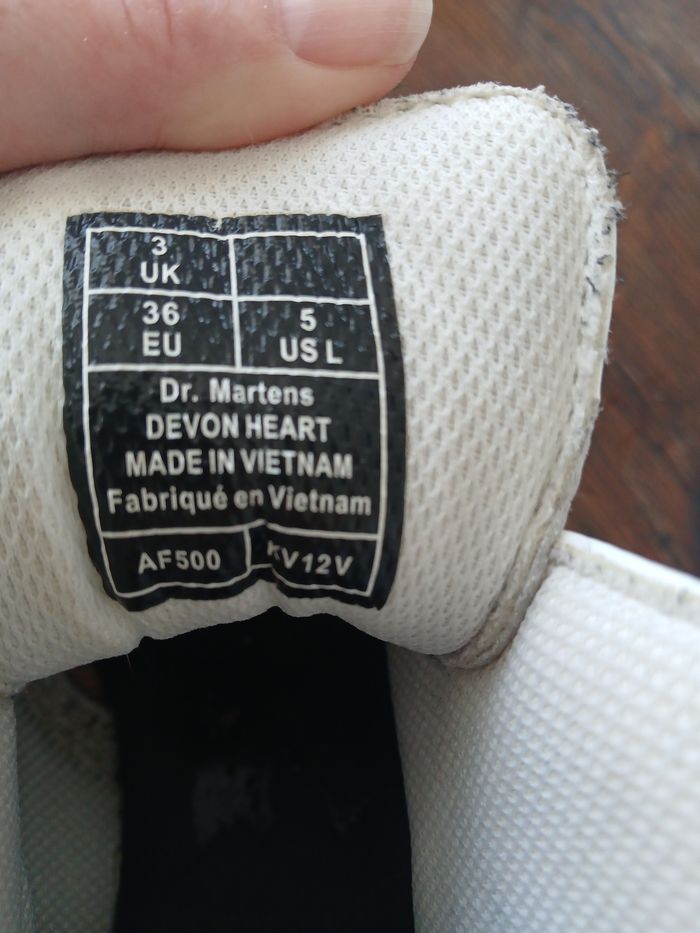 3
UK
36
EU
5
US L
Dr. Martens
DEVON HEART
MADE IN VIETNAM
Fabriqué en Vietnam
AF500
KV12V